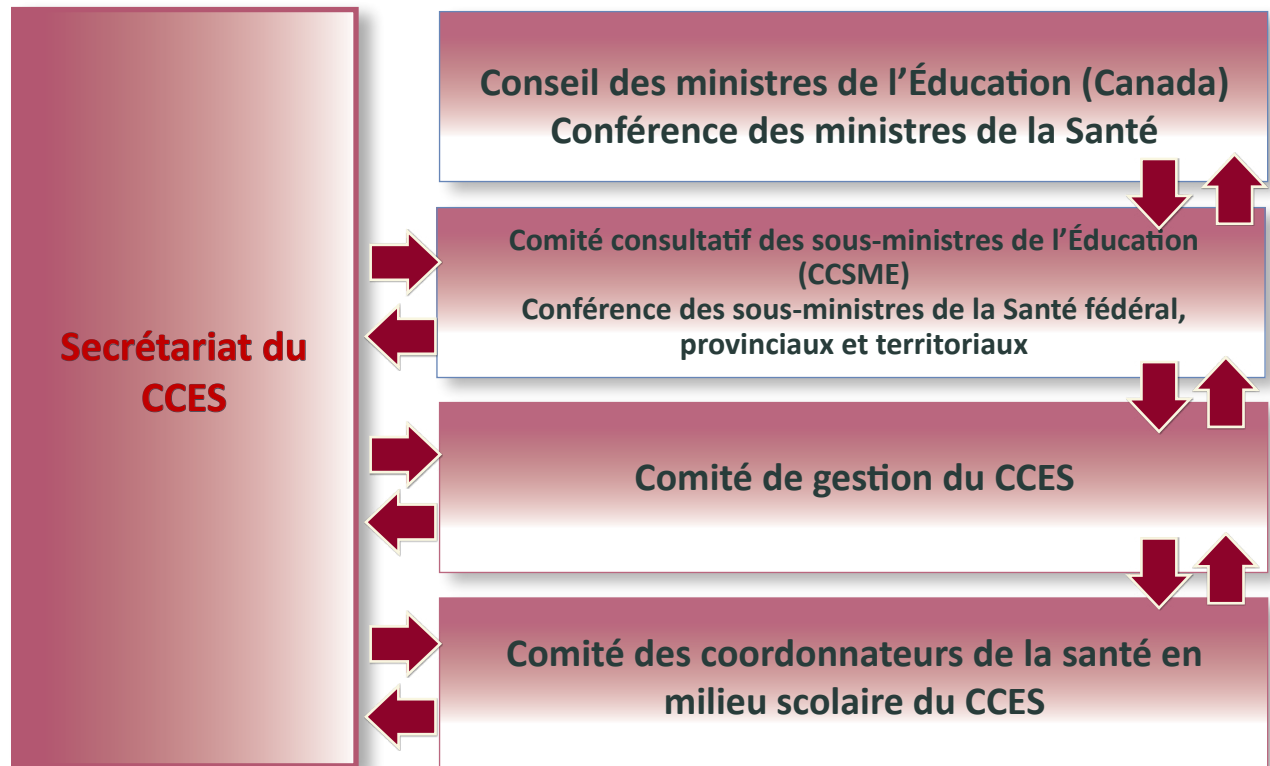 Conseil des ministres de l’Éducation (Canada)
Conférence des ministres de la Santé
Comité consultatif des sous-ministres de l’Éducation
(CCSME)
Conférence des sous-ministres de la Santé fédéral,
provinciaux et territoriaux
Secrétariat du
CCES
Comité de gestion du CCES
Comité des coordonnateurs de la santé en
milieu scolaire du CCES